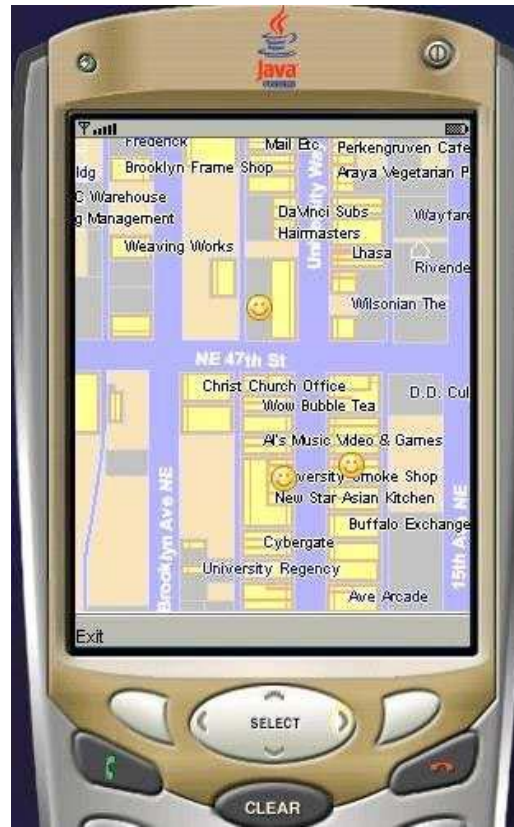 Java
Frederick
Mail Etc
Perkengruven Cafe
ldg
Brooklyn Frame Shop
Araya Vegetarian P
C Warehouse
DaVinci Subs
Wayfare
g Management
Hairmasters
University Way
Weaving Works
Lhasa
Rivende
Wilsonian The
NE 47th St
Christ Church Office
D.D. Cul
Wow Bubble Tea
Al's Music Video & Games
versity Smoke Shop
New Star Asian Kitchen
Brooklyn Ave NE
15th Ave NE
Buffalo Exchange
Cybergate
University Regency
Ave Arcade
Exit
SELECT
CLEAR